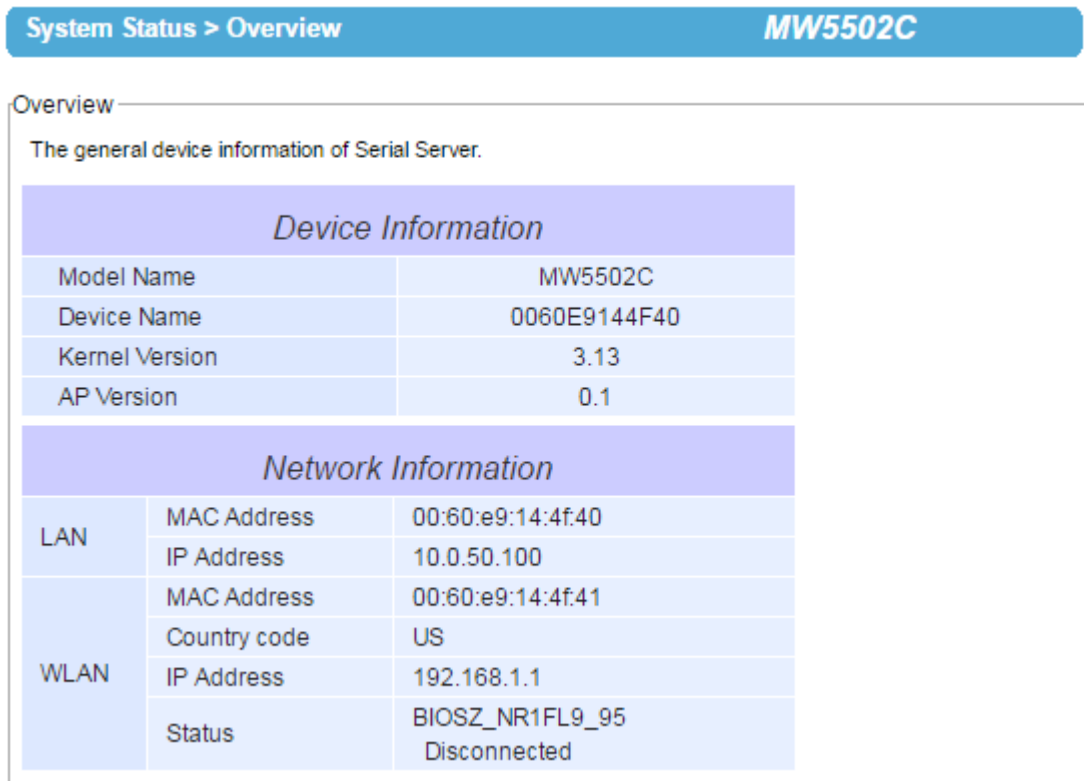 System Status > Overview MW5502C
Overview
The general device information of Serial Server.
Device Information
Model Name MW5502C
Device Name 0060E9144F40
Kernel Version 3.13
AP Version 0.1
Network Information
LAN
MAC Address 00:60:e9:14:4f:40
IP Address 10.0.50.100
WLAN
MAC Address 00:60:e9:14:4f:41
Country code US
IP Address 192.168.1.1
Status BIOSZ_NR1FL9_95
Disconnected